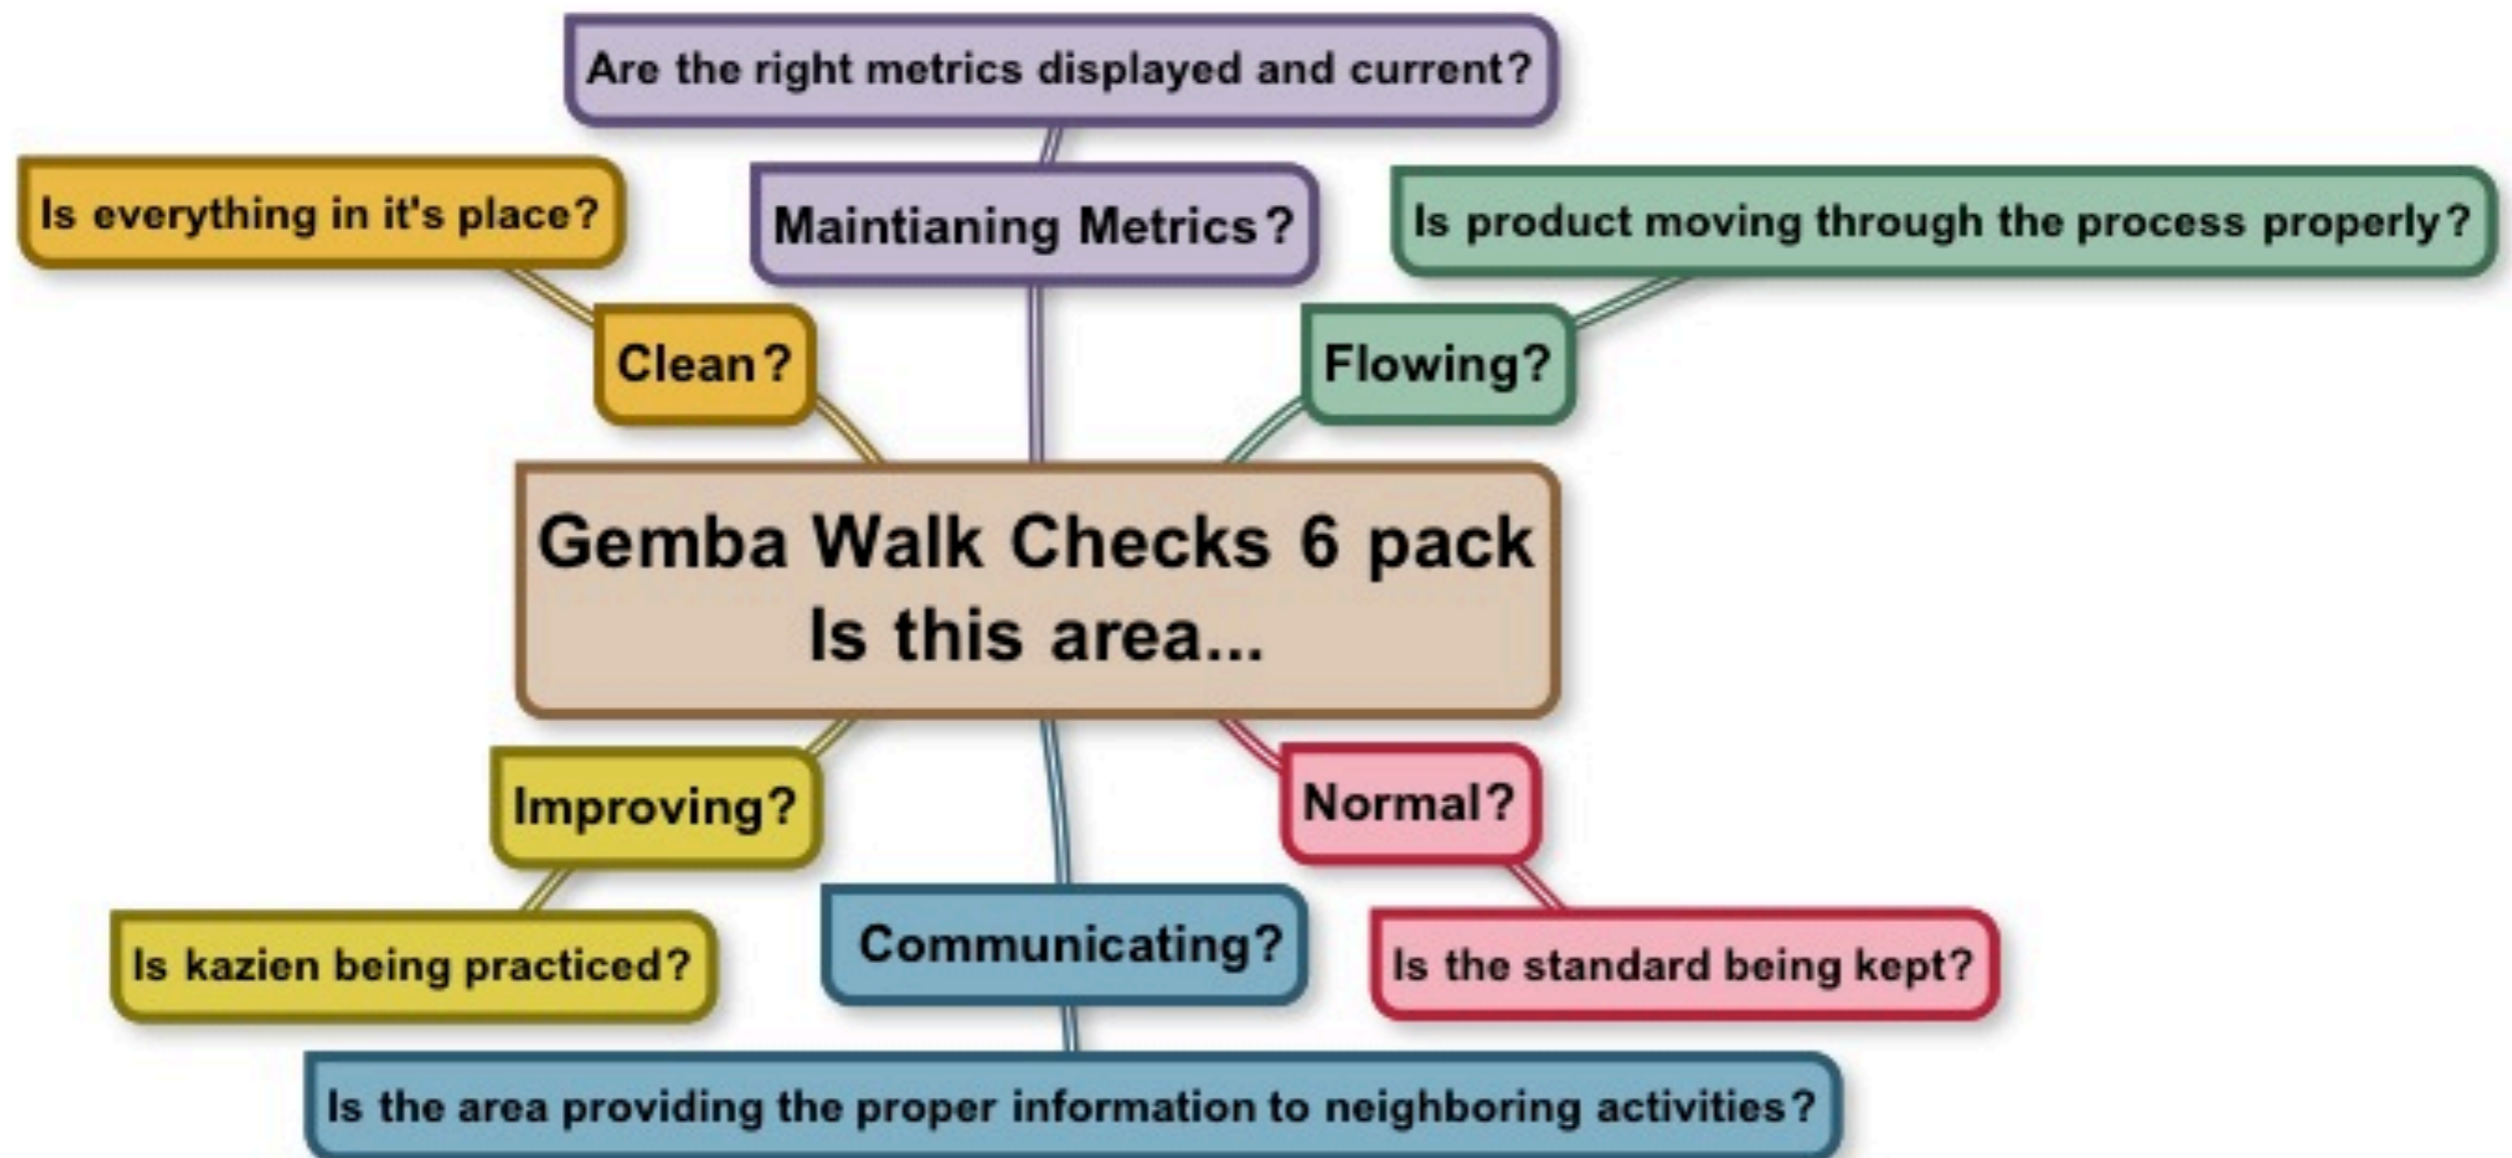 Are the right metrics displayed and current?
Is everything in it's place?
Maintianing Metrics?
Is product moving through the process properly?
Clean?
Flowing?
Gemba Walk Checks 6 pack
Is this area...
Improving?
Normal?
Is kazien being practiced?
Communicating?
Is the standard being kept?
Is the area providing the proper information to neighboring activities?